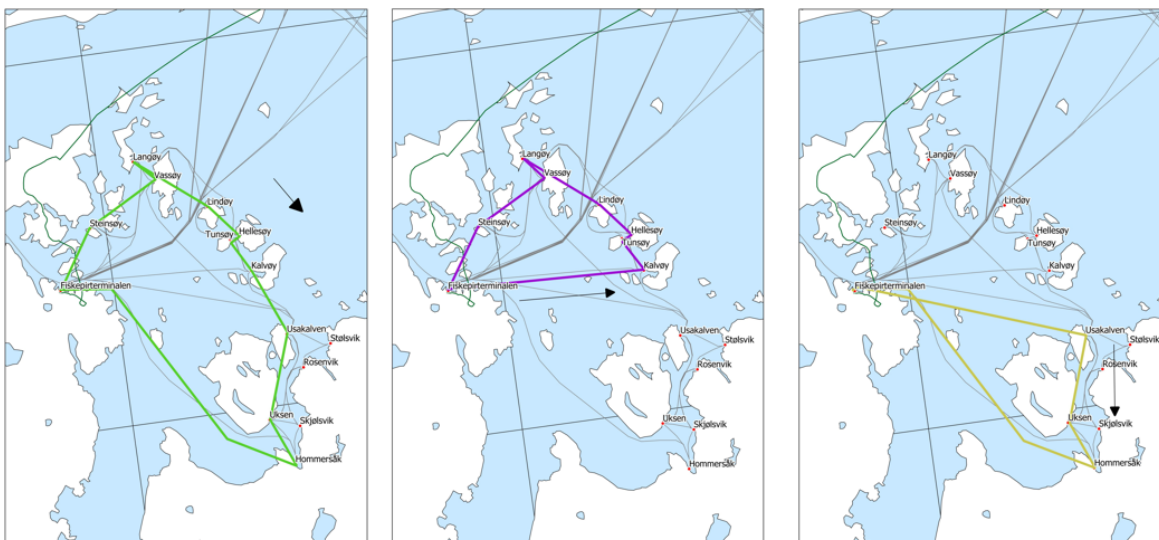 Langøy
Vassøy
Lindøy
Steinsøy
Tunsøy
Hellesøy
Kalvøy
Fiskepirterminalen
Usakalven
Stølsvik
Rosenvik
Uksen
Skjølsvik
Hommersåk
Langøy
Vassøy
Lindøy
Steinsøy
Hellesøy
Tunsøy
Kalvøy
Fiskepirterminalen
Usakalven
Stølsvik
Rosenvik
Uksen
Skjølsvik
Hommersåk
Langøy
Vassøy
Lindøy
Steinsøy
Hellesøy
Tunsøy
Kalvøy
Fiskepirterminalen
Usakalven
Stølsvik
Rosenvik
Uksen
Skjølsvik
Hommersåk